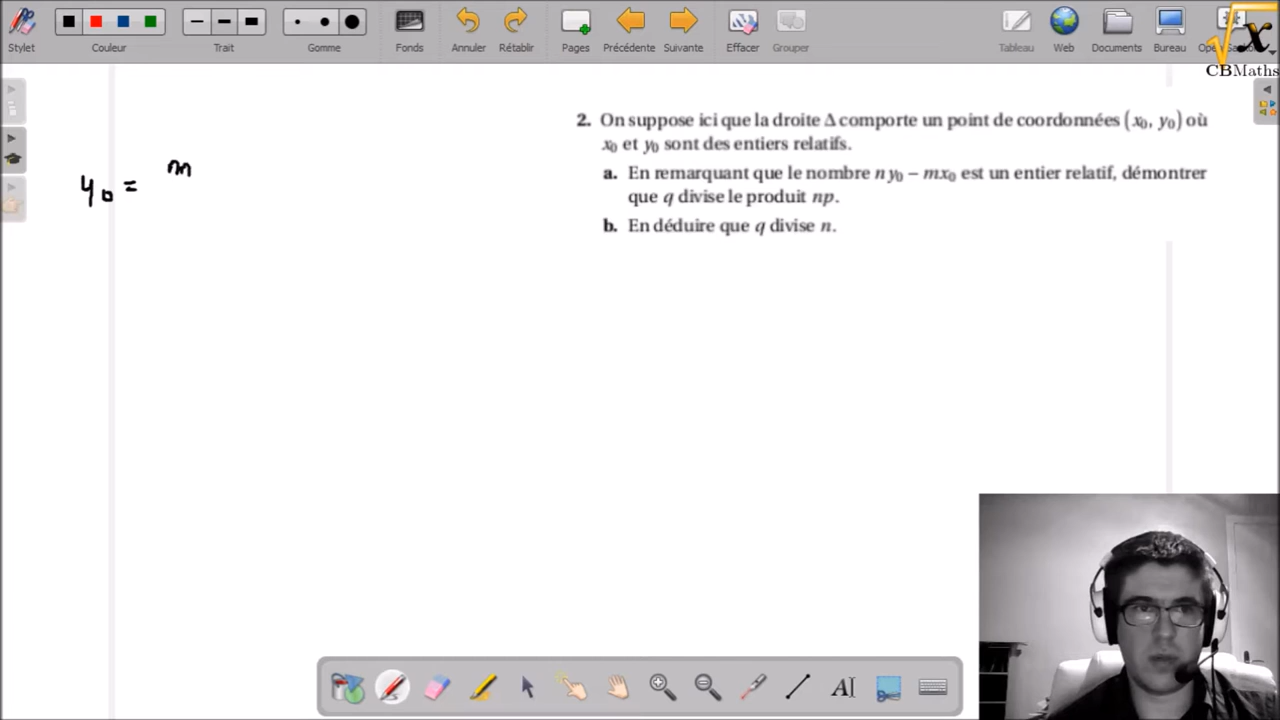 Stylet Couleur Trait Gomme Fonds Annuler Rétablir Pages Précédente Suivante Effacer Grouper Tableau Web Documents Bureau
√x
CBMaths
y₀ = m
2. On suppose ici que la droite Δ comporte un point de coordonnées (x₀, y₀) où
x₀ et y₀ sont des entiers relatifs.
a. En remarquant que le nombre n y₀ − mx₀ est un entier relatif, démontrer
que q divise le produit np.
b. En déduire que q divise n.
AI